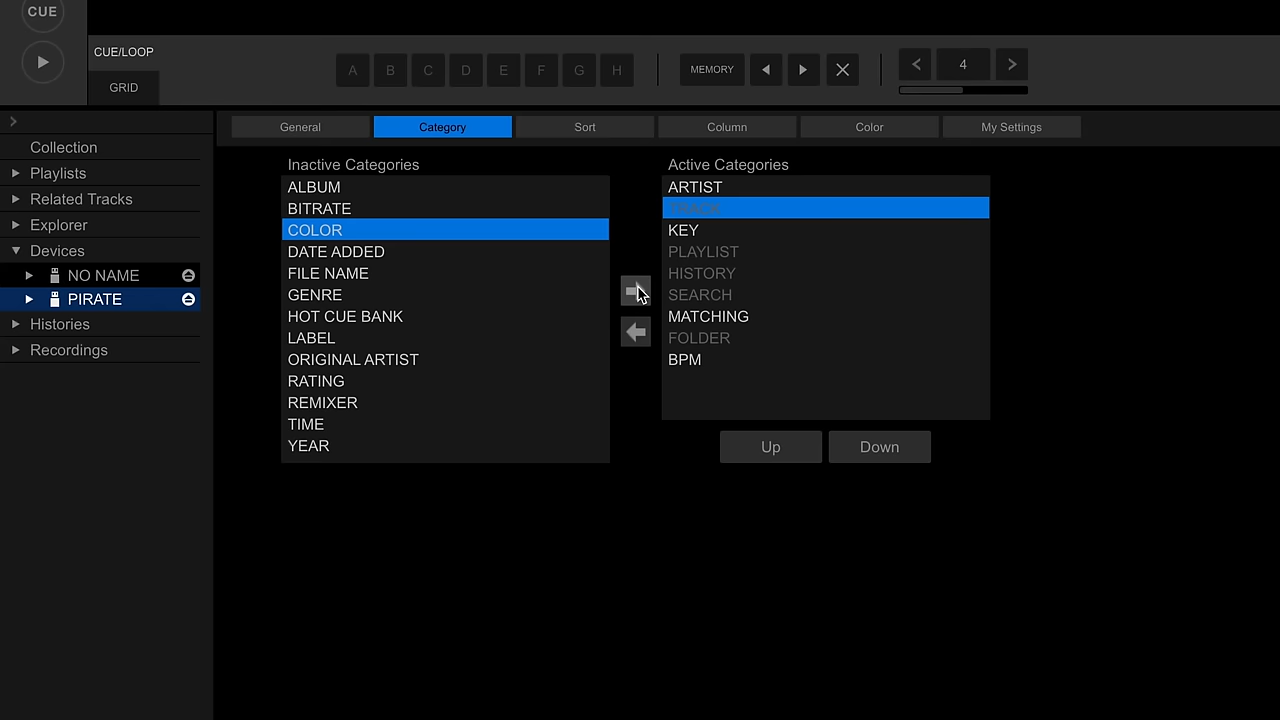 CUE
CUE/LOOP
GRID
A B C D E F G H
MEMORY
4
General Category Sort Column Color My Settings
Collection
Playlists
Related Tracks
Explorer
Devices
NO NAME
PIRATE
Histories
Recordings
Inactive Categories
ALBUM
BITRATE
COLOR
DATE ADDED
FILE NAME
GENRE
HOT CUE BANK
LABEL
ORIGINAL ARTIST
RATING
REMIXER
TIME
YEAR
Active Categories
ARTIST
TRACK
KEY
PLAYLIST
HISTORY
SEARCH
MATCHING
FOLDER
BPM
Up Down